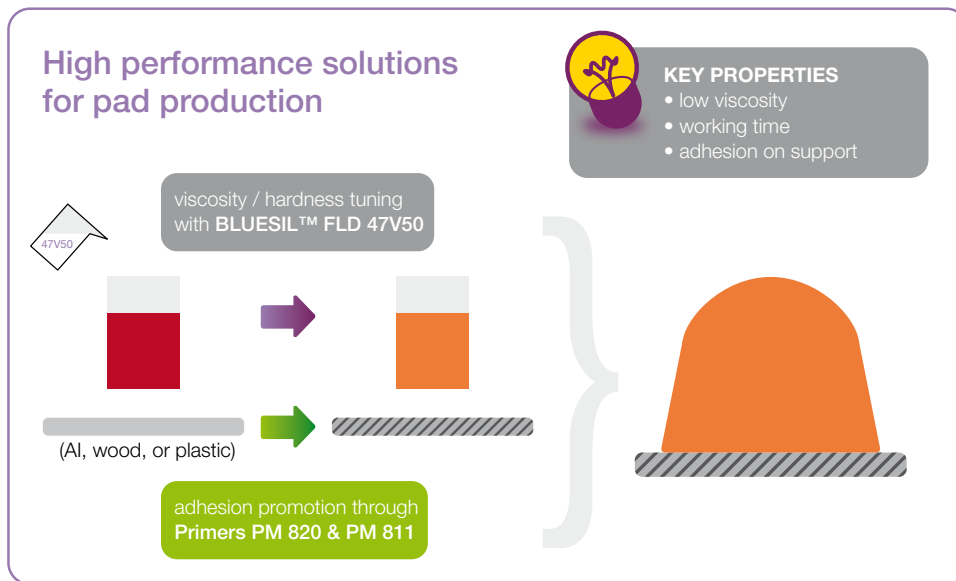 High performance solutions
for pad production
KEY PROPERTIES
• low viscosity
• working time
• adhesion on support
viscosity / hardness tuning
with BLUESIL™ FLD 47V50
47V50
(Al, wood, or plastic)
adhesion promotion through
Primers PM 820 & PM 811